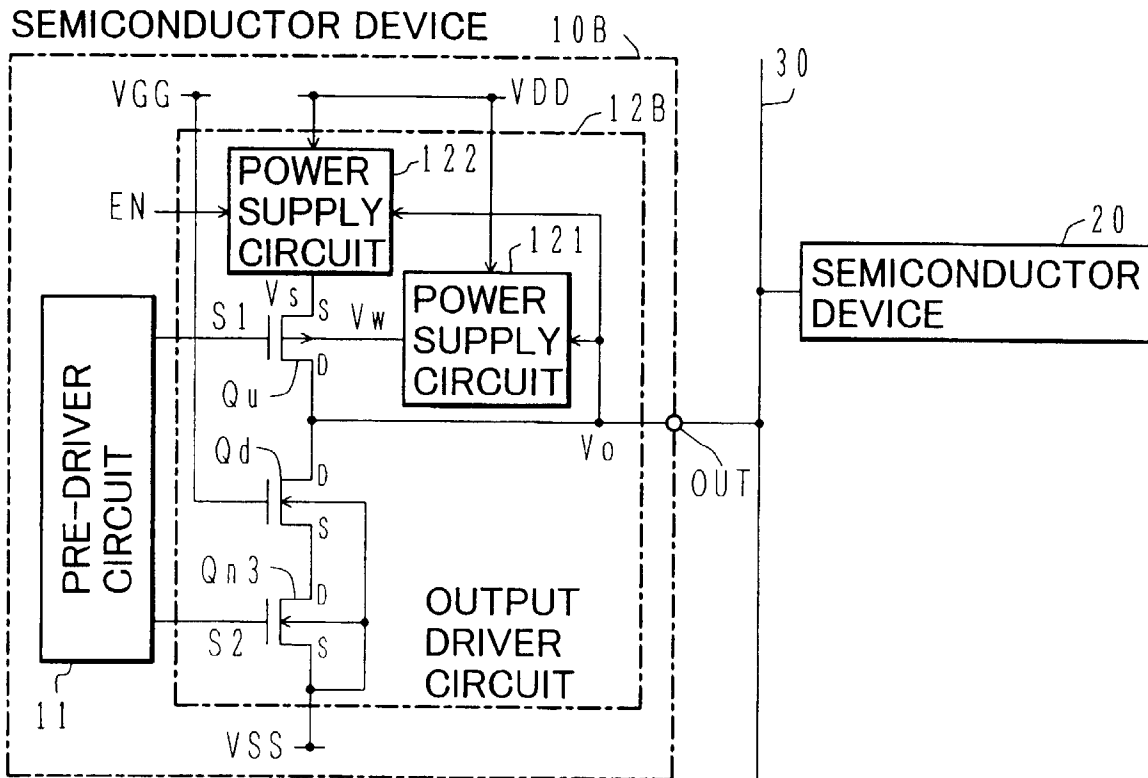 SEMICONDUCTOR DEVICE
10B
30
VGG
VDD
12B
POWER
SUPPLY
CIRCUIT
122
EN
121
20
POWER
SUPPLY
CIRCUIT
SEMICONDUCTOR
DEVICE
Vs
S
S1
Vw
D
Qu
PRE-DRIVER
CIRCUIT
Vo
OUT
Qd
D
S
Qn3
D
S2
S
OUTPUT
DRIVER
CIRCUIT
11
VSS